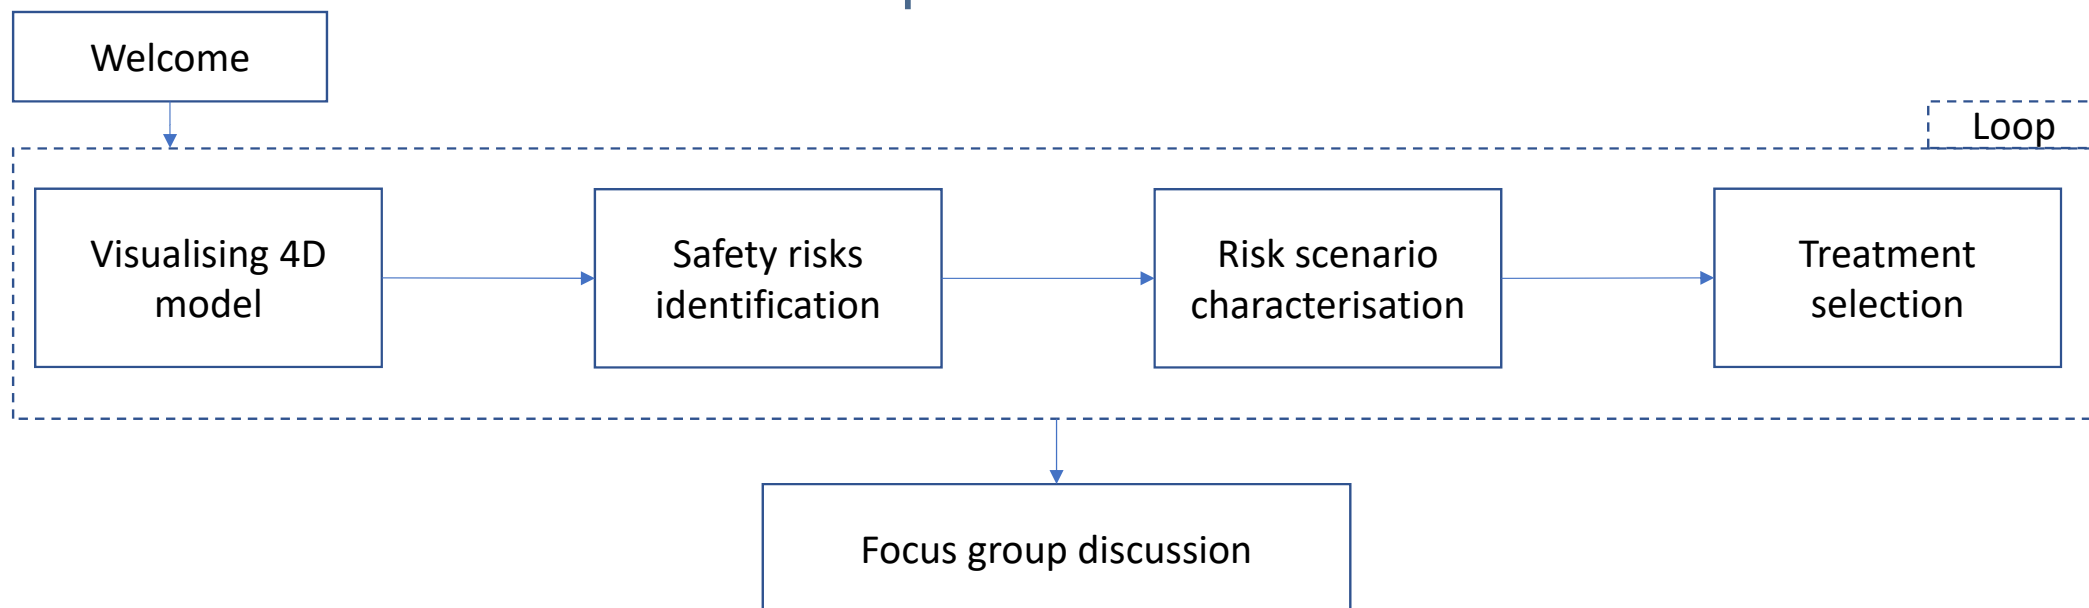 Welcome
Loop
Visualising 4D
model
Safety risks
identification
Risk scenario
characterisation
Treatment
selection
Focus group discussion